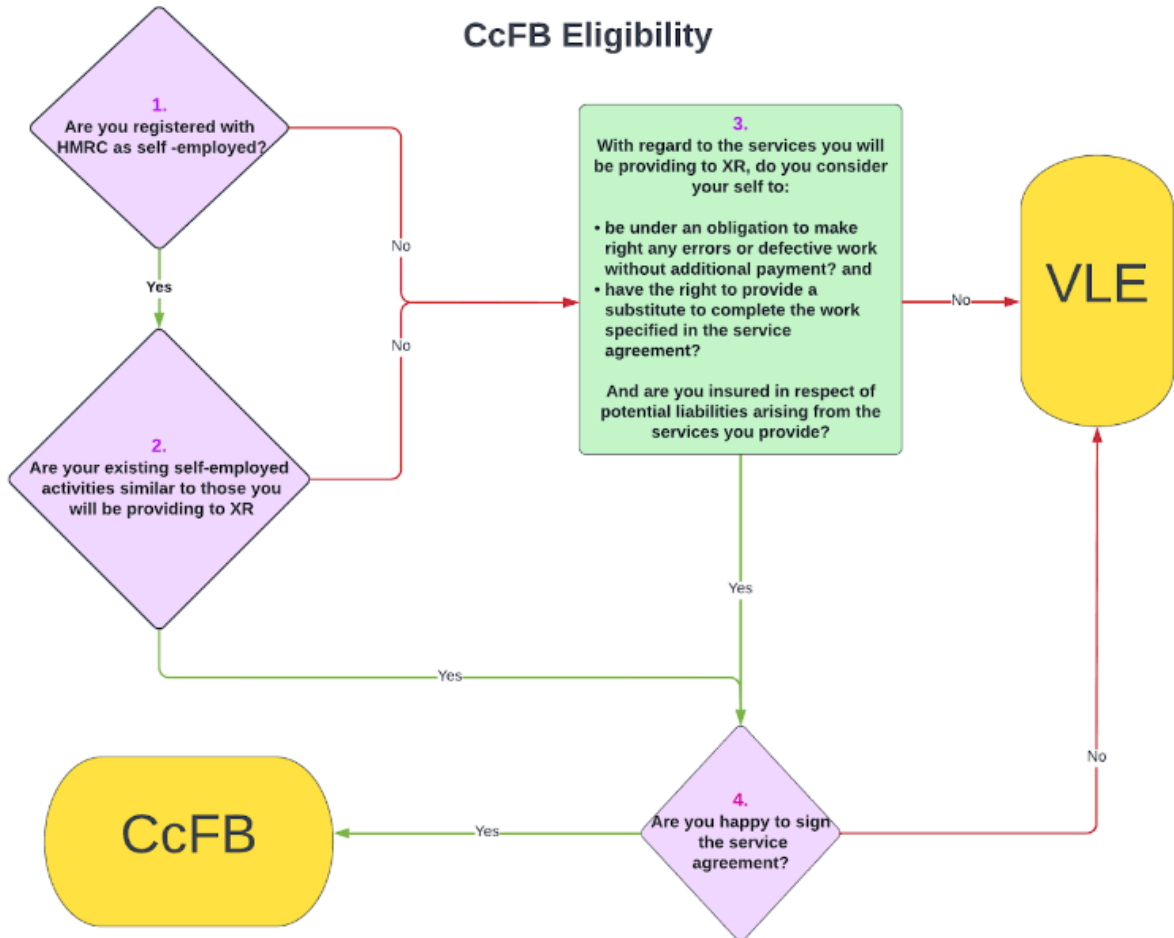 CcFB Eligibility
1.
Are you registered with
HMRC as self -employed?
No
Yes
2.
Are your existing self-employed
activities similar to those you
will be providing to XR
No
3.
With regard to the services you will
be providing to XR, do you consider
your self to:
• be under an obligation to make
right any errors or defective work
without additional payment? and
• have the right to provide a
substitute to complete the work
specified in the service
agreement?
And are you insured in respect of
potential liabilities arising from the
services you provide?
No
VLE
Yes
Yes
4.
Are you happy to sign
the service
agreement?
No
Yes
CcFB